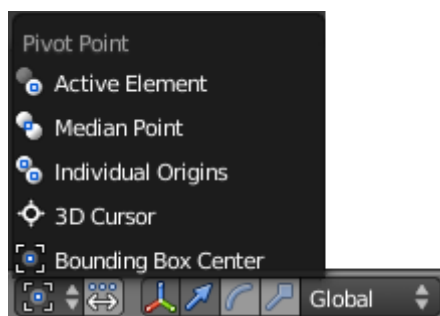 Pivot Point
Active Element
Median Point
Individual Origins
3D Cursor
Bounding Box Center
Global